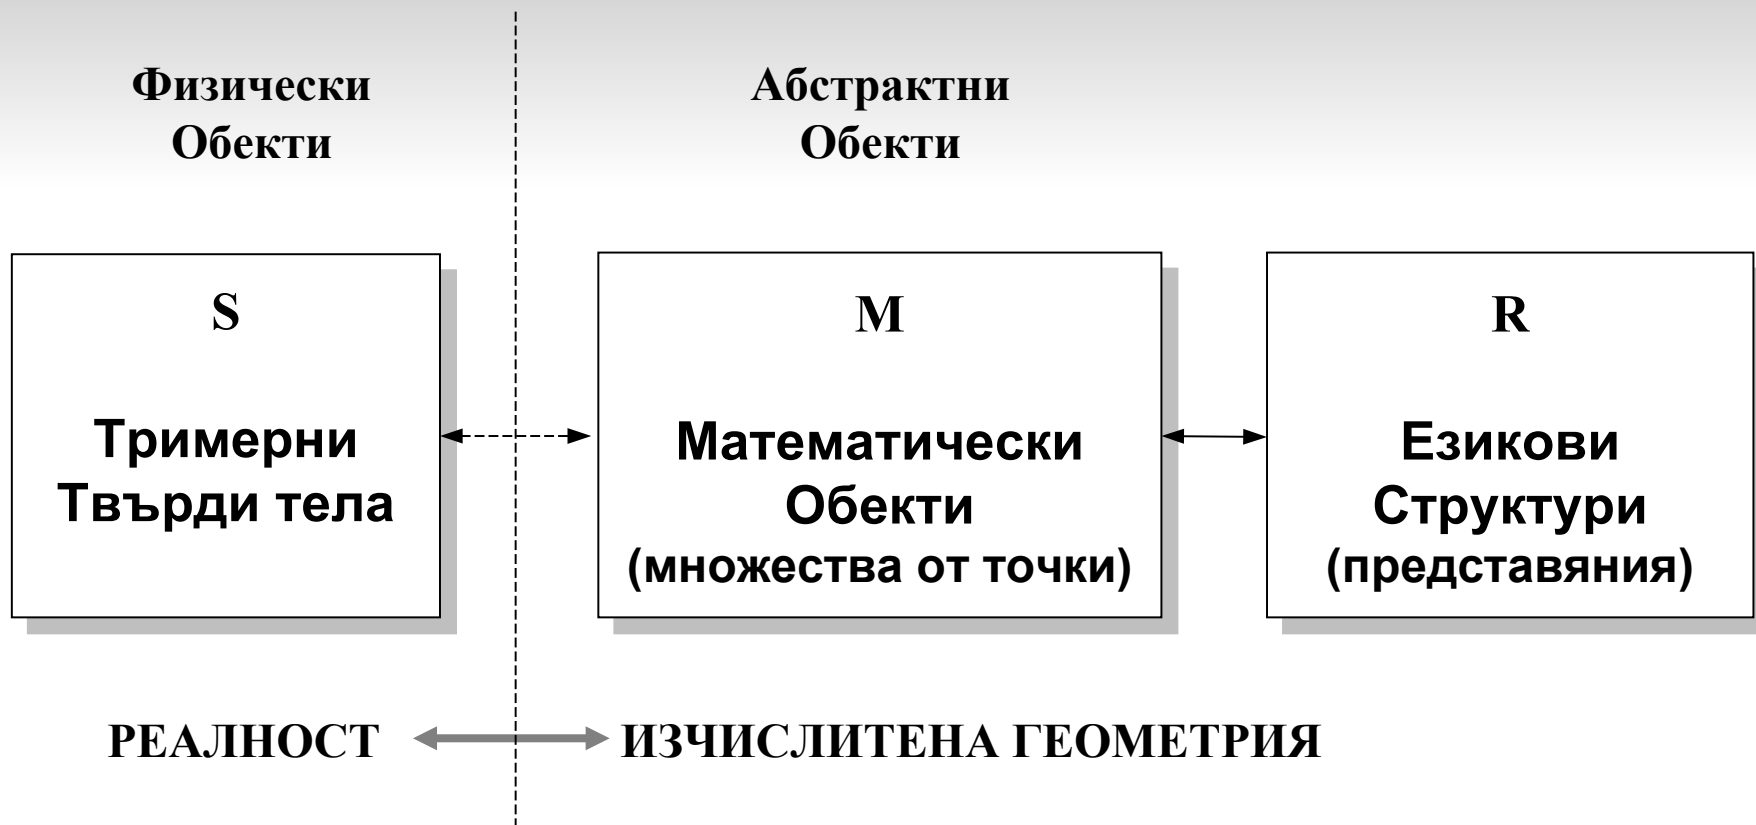 Физически
Обекти
Абстрактни
Обекти
S
Тримерни
Твърди тела
M
Математически
Обекти
(множества от точки)
R
Езикови
Структури
(представяния)
РЕАЛНОСТ
ИЗЧИСЛИТЕНА ГЕОМЕТРИЯ